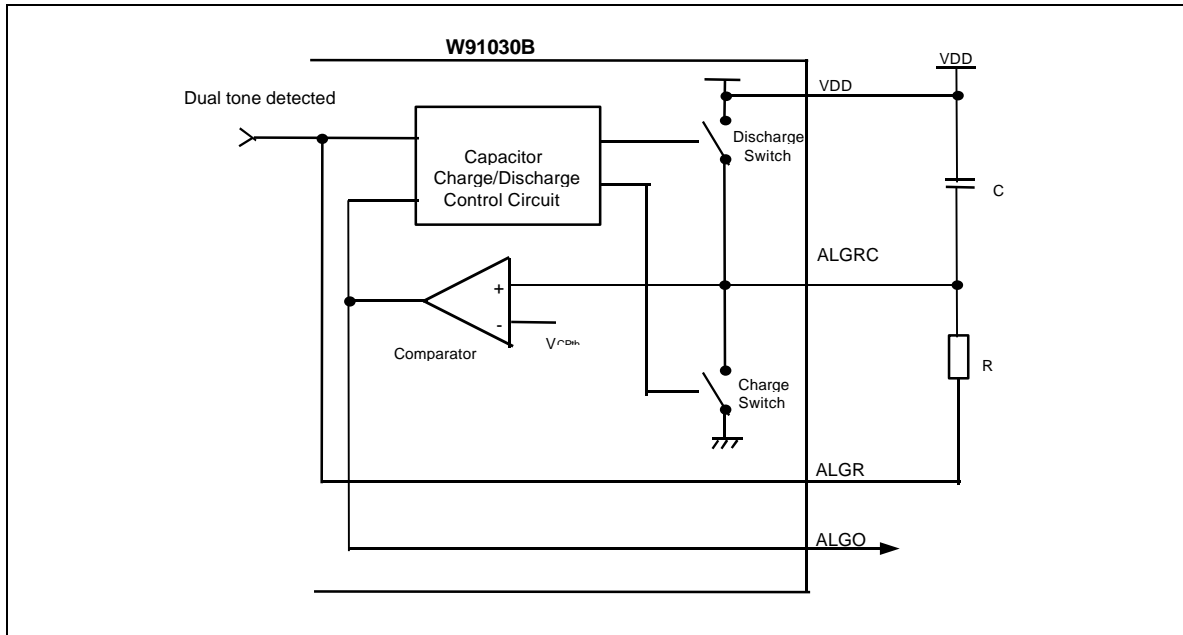 W91030B
VDD
VDD
Dual tone detected
Discharge
Switch
Capacitor
Charge/Discharge
Control Circuit
C
ALGRC
+
-
Comparator
R
Charge
Switch
ALGR
ALGO